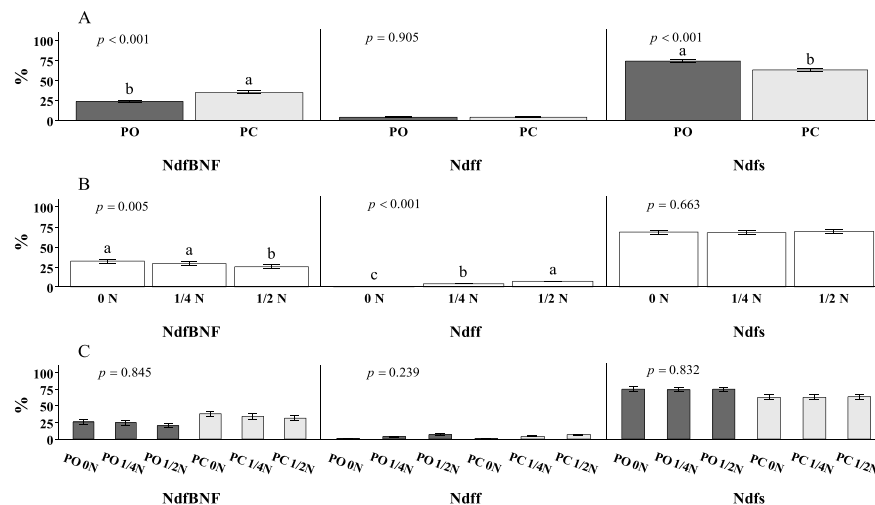 A
100
75
50
25
0
%
p < 0.001
b
a
PO
PC
NdfBNF
p = 0.905
PO
PC
Ndff
p < 0.001
a
b
PO
PC
Ndfs
B
100
75
50
25
0
%
p = 0.005
a
a
b
0 N
1/4 N
1/2 N
NdfBNF
p < 0.001
c
b
a
0 N
1/4 N
1/2 N
Ndff
p = 0.663
0 N
1/4 N
1/2 N
Ndfs
C
100
75
50
25
0
%
p = 0.845
PO 0N
PO 1/4N
PO 1/2N
PC 0N
PC 1/4N
PC 1/2N
NdfBNF
p = 0.239
PO 0N
PO 1/4N
PO 1/2N
PC 0N
PC 1/4N
PC 1/2N
Ndff
p = 0.832
PO 0N
PO 1/4N
PO 1/2N
PC 0N
PC 1/4N
PC 1/2N
Ndfs